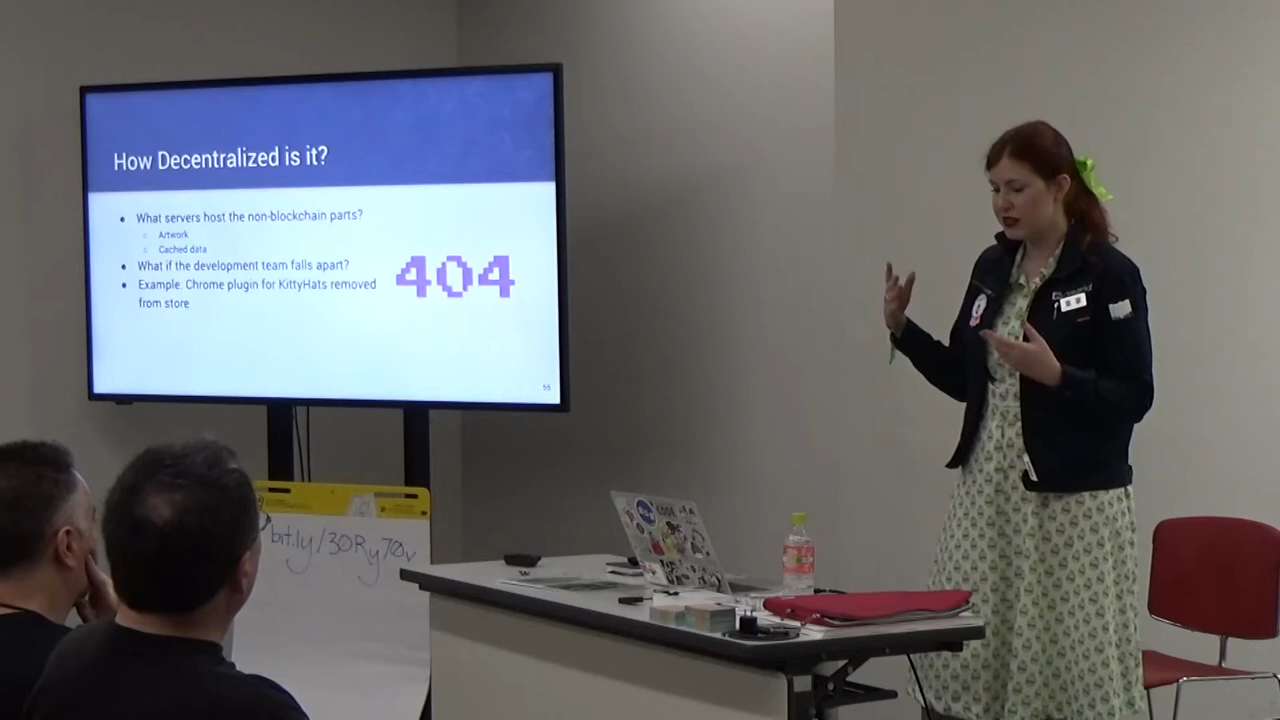 How Decentralized is it?
● What servers host the non-blockchain parts?
○ Artwork
○ Cached data
● What if the development team falls apart?
● Example: Chrome plugin for KittyHats removed
from store
404
55
bit.ly/30Ry70v
CODE